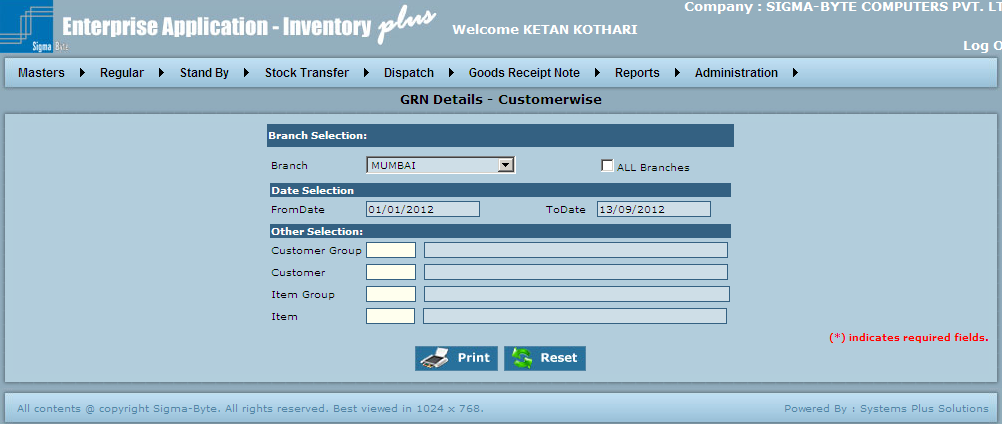 Company : SIGMA-BYTE COMPUTERS PVT. LT
Enterprise Application - Inventory plus
Welcome KETAN KOTHARI
Sigma Byte
Log O
Masters Regular Stand By Stock Transfer Dispatch Goods Receipt Note Reports Administration
GRN Details - Customerwise
Branch Selection:
Branch MUMBAI ALL Branches
Date Selection
FromDate 01/01/2012 ToDate 13/09/2012
Other Selection:
Customer Group
Customer
Item Group
Item
(*) indicates required fields.
Print Reset
All contents @ copyright Sigma-Byte. All rights reserved. Best viewed in 1024 x 768. Powered By : Systems Plus Solutions